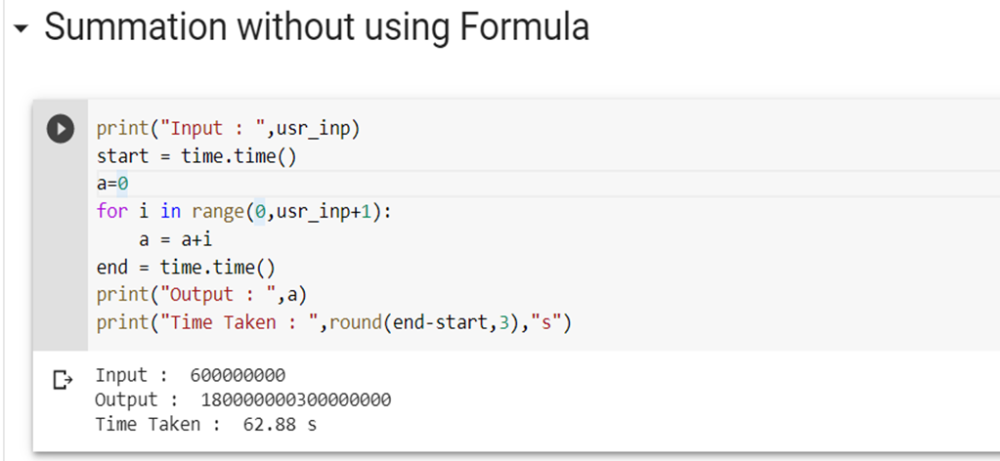 Summation without using Formula
print("Input : ",usr_inp)
start = time.time()
a=0
for i in range(0,usr_inp+1):
    a = a+i
end = time.time()
print("Output : ",a)
print("Time Taken : ",round(end-start,3),"s")
Input :  600000000
Output :  180000000300000000
Time Taken :  62.88 s